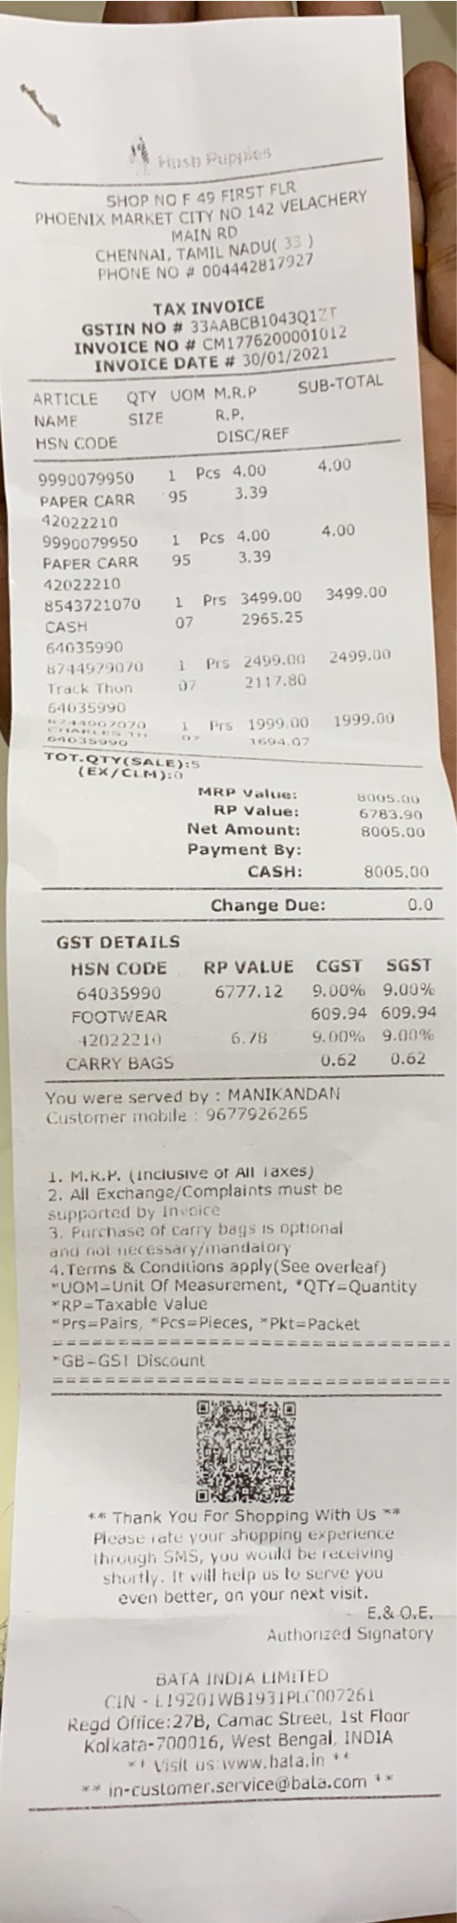 Hush Puppies
SHOP NO F 49 FIRST FLR
PHOENIX MARKET CITY NO 142 VELACHERY
MAIN RD
CHENNAI, TAMIL NADU( 33 )
PHONE NO # 004442817927
TAX INVOICE
GSTIN NO # 33AABCB1043Q1ZT
INVOICE NO # CM1776200001012
INVOICE DATE # 30/01/2021
ARTICLE QTY UOM M.R.P SUB-TOTAL
NAME SIZE R.P.
HSN CODE DISC/REF
9990079950 1 Pcs 4.00 4.00
PAPER CARR 95 3.39
42022210
9990079950 1 Pcs 4.00 4.00
PAPER CARR 95 3.39
42022210
8543721070 1 Prs 3499.00 3499.00
CASH 07 2965.25
64035990
8744979070 1 Prs 2499.00 2499.00
Track Thon 07 2117.80
64035990
1 Prs 1999.00 1999.00
CHARLES TH 07 1694.07
64035990
TOT.QTY(SALE):5
(EX/CLM):0
MRP Value: 8005.00
RP Value: 6783.90
Net Amount: 8005.00
Payment By:
CASH: 8005.00
Change Due: 0.0
GST DETAILS
HSN CODE RP VALUE CGST SGST
64035990 6777.12 9.00% 9.00%
FOOTWEAR 609.94 609.94
42022210 6.78 9.00% 9.00%
CARRY BAGS 0.62 0.62
You were served by : MANIKANDAN
Customer mobile : 9677926265
1. M.R.P. (Inclusive of All Taxes)
2. All Exchange/Complaints must be
supported by Invoice
3. Purchase of carry bags is optional
and not necessary/mandatory
4.Terms & Conditions apply(See overleaf)
*UOM=Unit Of Measurement, *QTY=Quantity
*RP=Taxable Value
*Prs=Pairs, *Pcs=Pieces, *Pkt=Packet
===================================
*GB-GST Discount
===================================
** Thank You For Shopping With Us **
Please rate your shopping experience
through SMS, you would be receiving
shortly. It will help us to serve you
even better, on your next visit.
E.& O.E.
Authorized Signatory
BATA INDIA LIMITED
CIN - L19201WB1931PLC007261
Regd Office:27B, Camac Street, 1st Floor
Kolkata-700016, West Bengal, INDIA
** Visit us:www.bata.in **
** in-customer.service@bata.com **